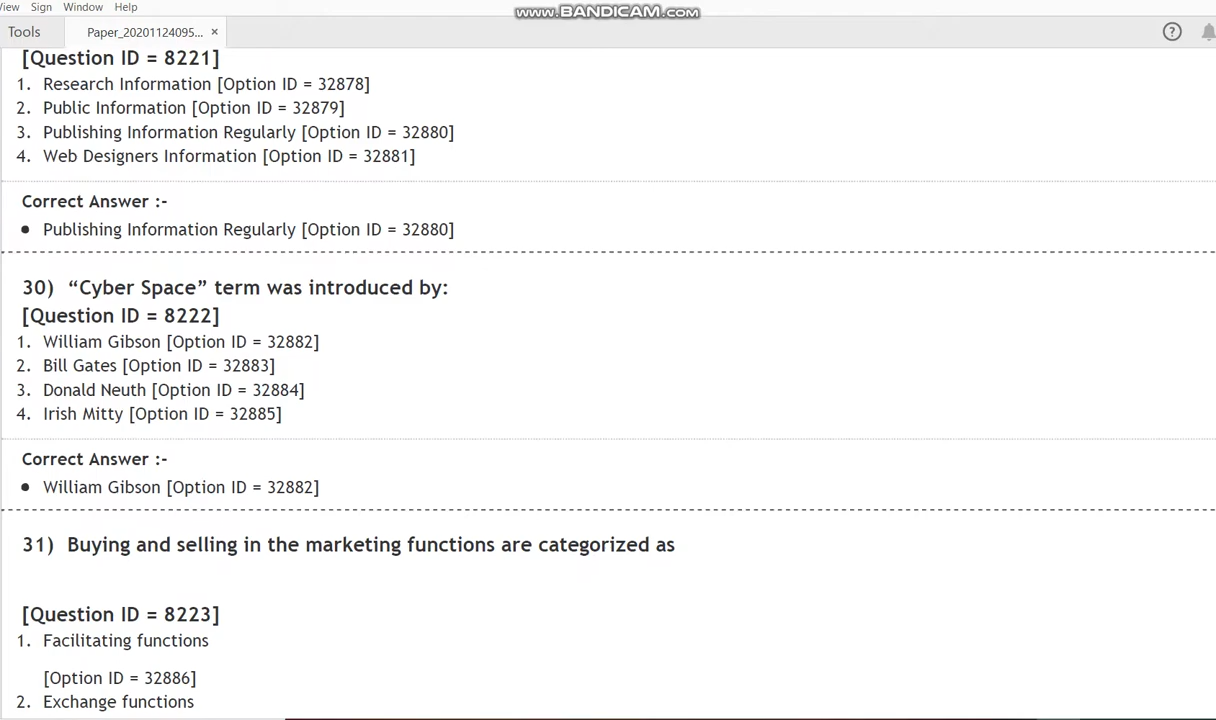 View Sign Window Help
www.BANDICAM.com
Tools
Paper_20201124095... ×
?
[Question ID = 8221]
1. Research Information [Option ID = 32878]
2. Public Information [Option ID = 32879]
3. Publishing Information Regularly [Option ID = 32880]
4. Web Designers Information [Option ID = 32881]
Correct Answer :-
• Publishing Information Regularly [Option ID = 32880]
30) “Cyber Space” term was introduced by:
[Question ID = 8222]
1. William Gibson [Option ID = 32882]
2. Bill Gates [Option ID = 32883]
3. Donald Neuth [Option ID = 32884]
4. Irish Mitty [Option ID = 32885]
Correct Answer :-
• William Gibson [Option ID = 32882]
31) Buying and selling in the marketing functions are categorized as
[Question ID = 8223]
1. Facilitating functions
[Option ID = 32886]
2. Exchange functions